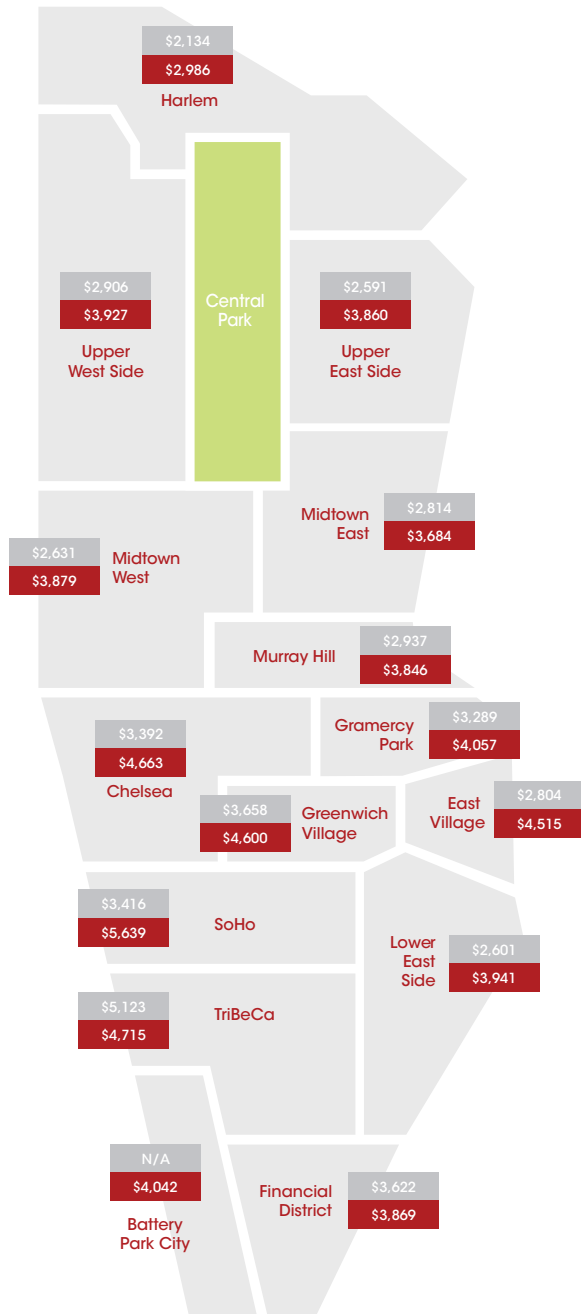 $2,134
$2,986
Harlem
$2,906
$3,927
Upper
West Side
Central
Park
$2,591
$3,860
Upper
East Side
Midtown
East
$2,814
$3,684
$2,631
$3,879
Midtown
West
Murray Hill
$2,937
$3,846
$3,392
$4,663
Chelsea
Gramercy
Park
$3,289
$4,057
$3,658
$4,600
Greenwich
Village
East
Village
$2,804
$4,515
$3,416
$5,639
SoHo
Lower
East
Side
$2,601
$3,941
$5,123
$4,715
TriBeCa
N/A
$4,042
Battery
Park City
Financial
District
$3,622
$3,869